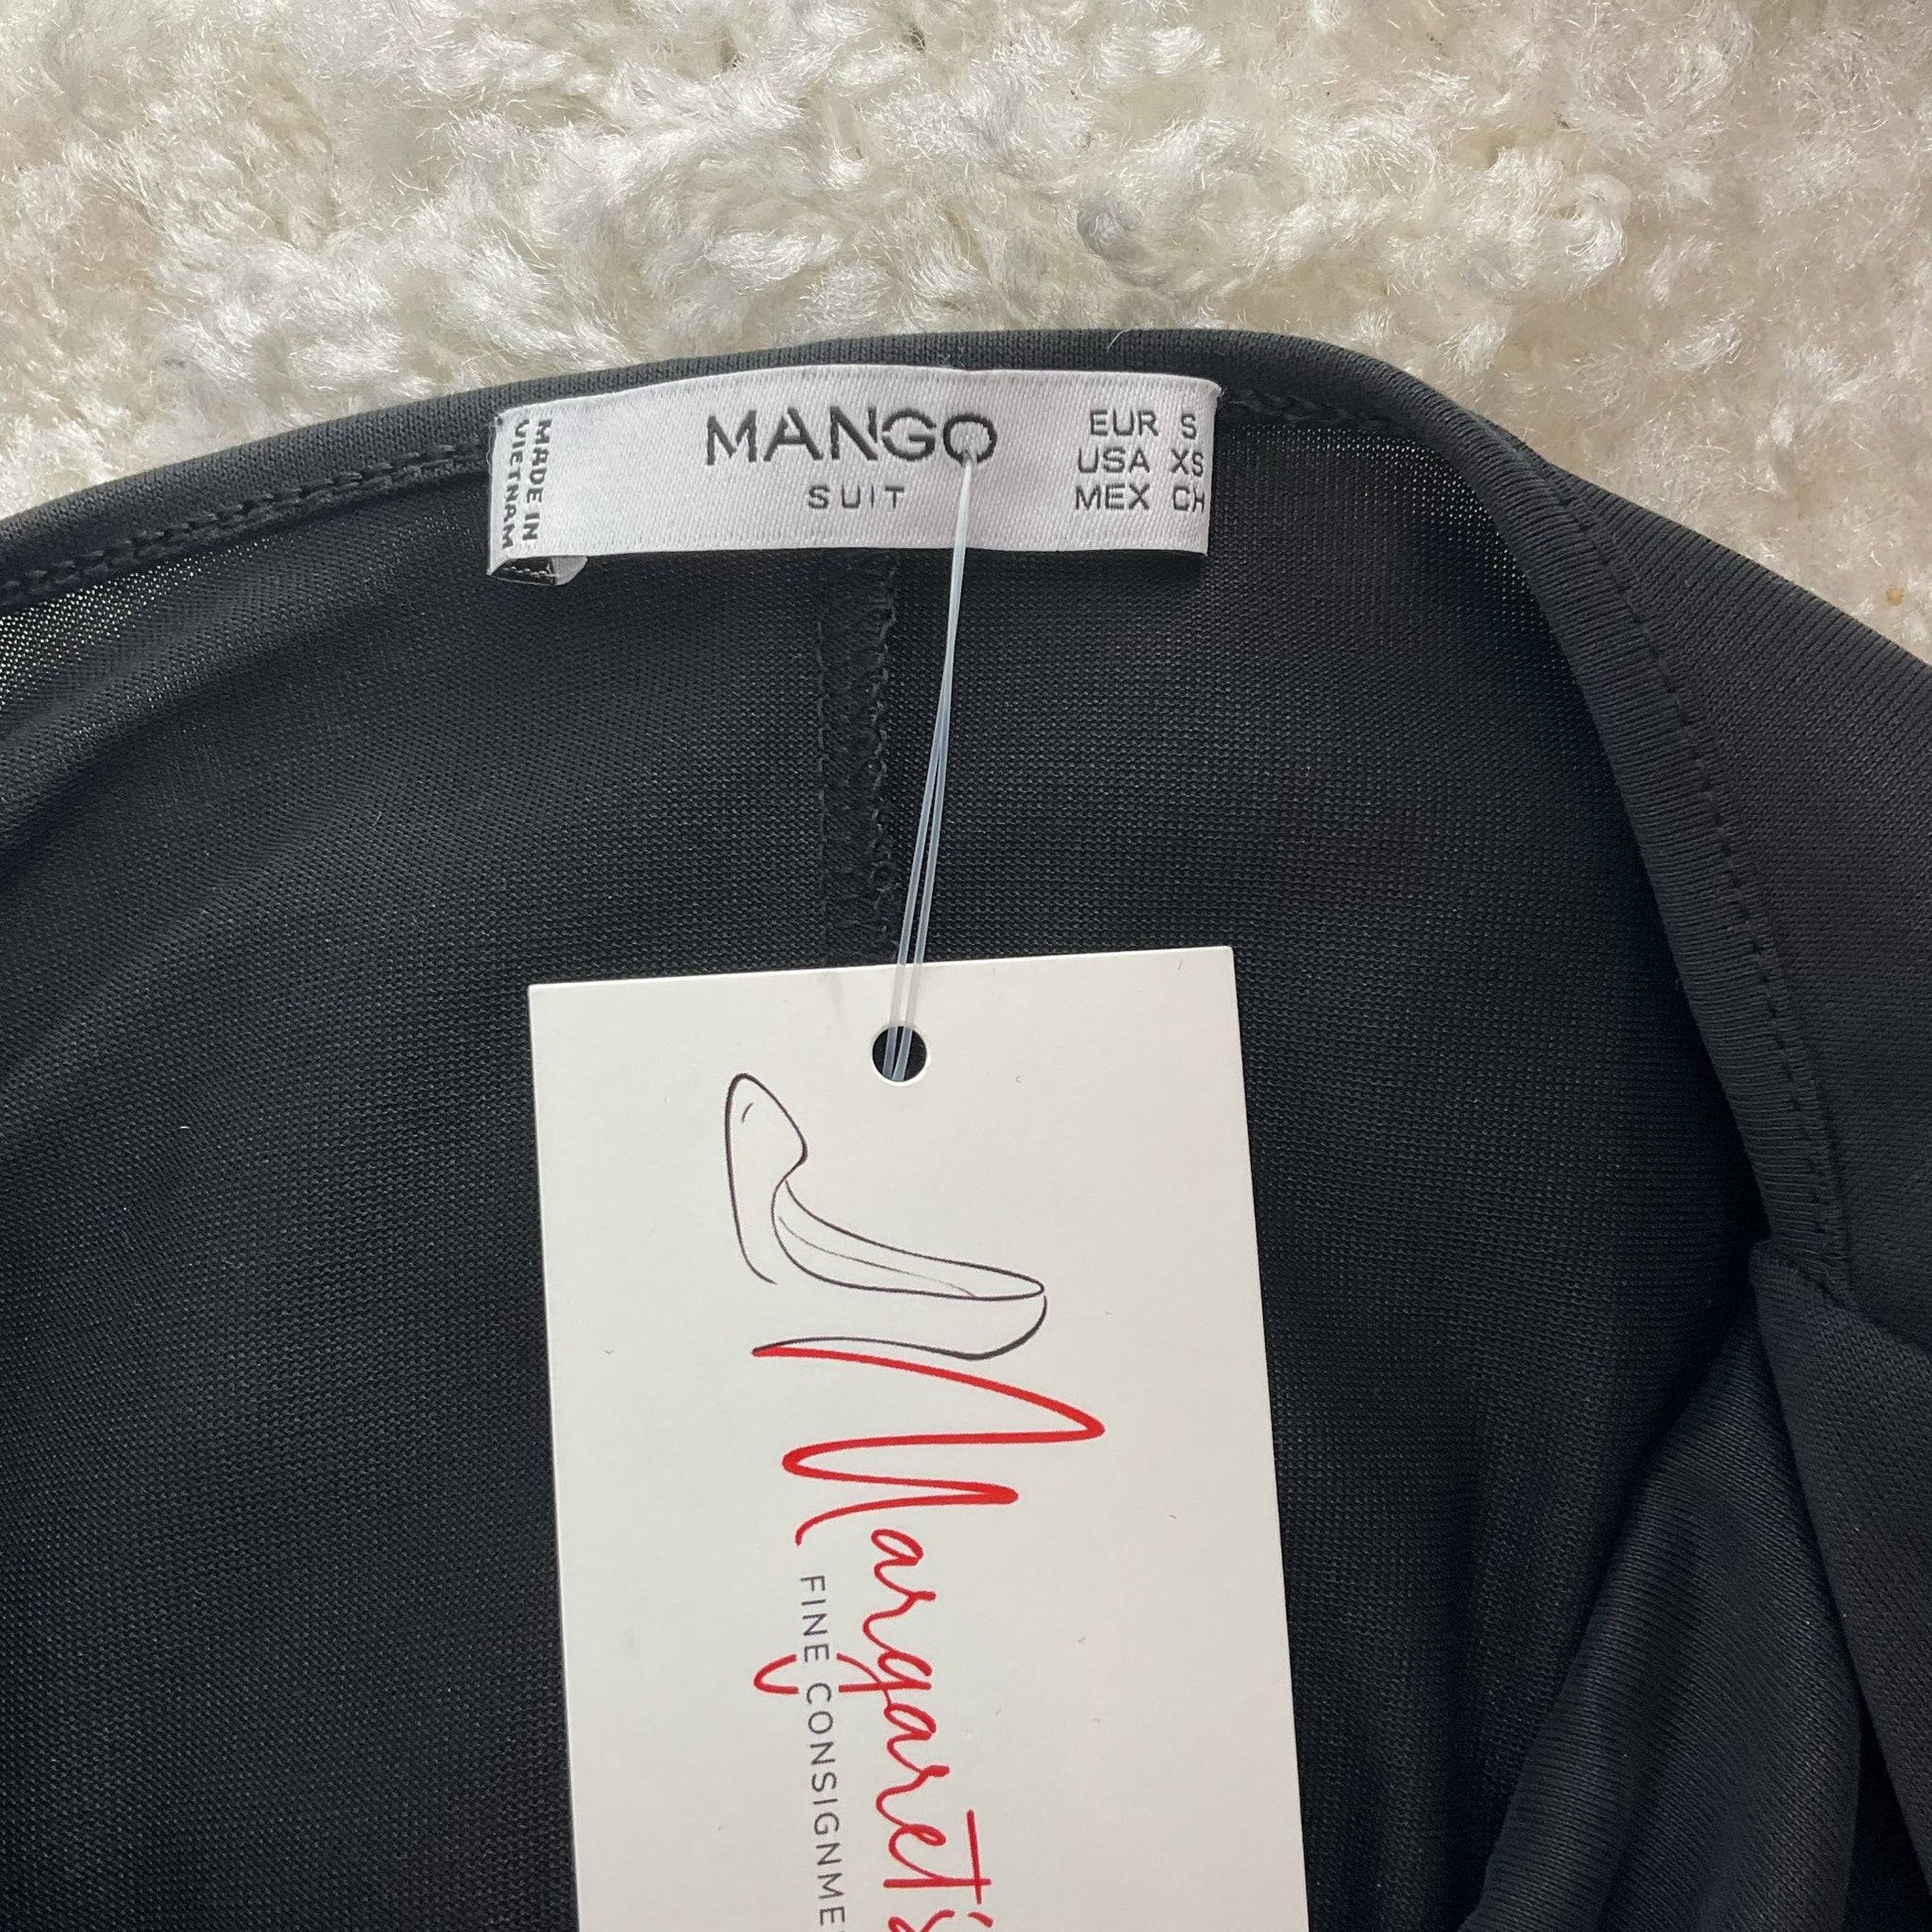 MADE IN
VIETNAM
MANGO
SUIT
EUR S
USA XS
MEX CH
Margaret's
FINE CONSIGNME